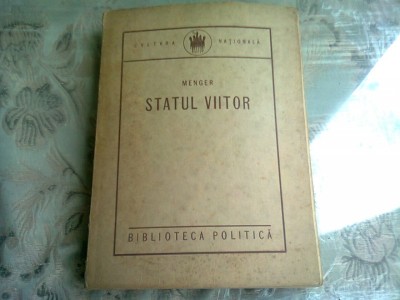 CULTURA NAȚIONALĂ
MENGER
STATUL VIITOR
BIBLIOTECA POLITICĂ